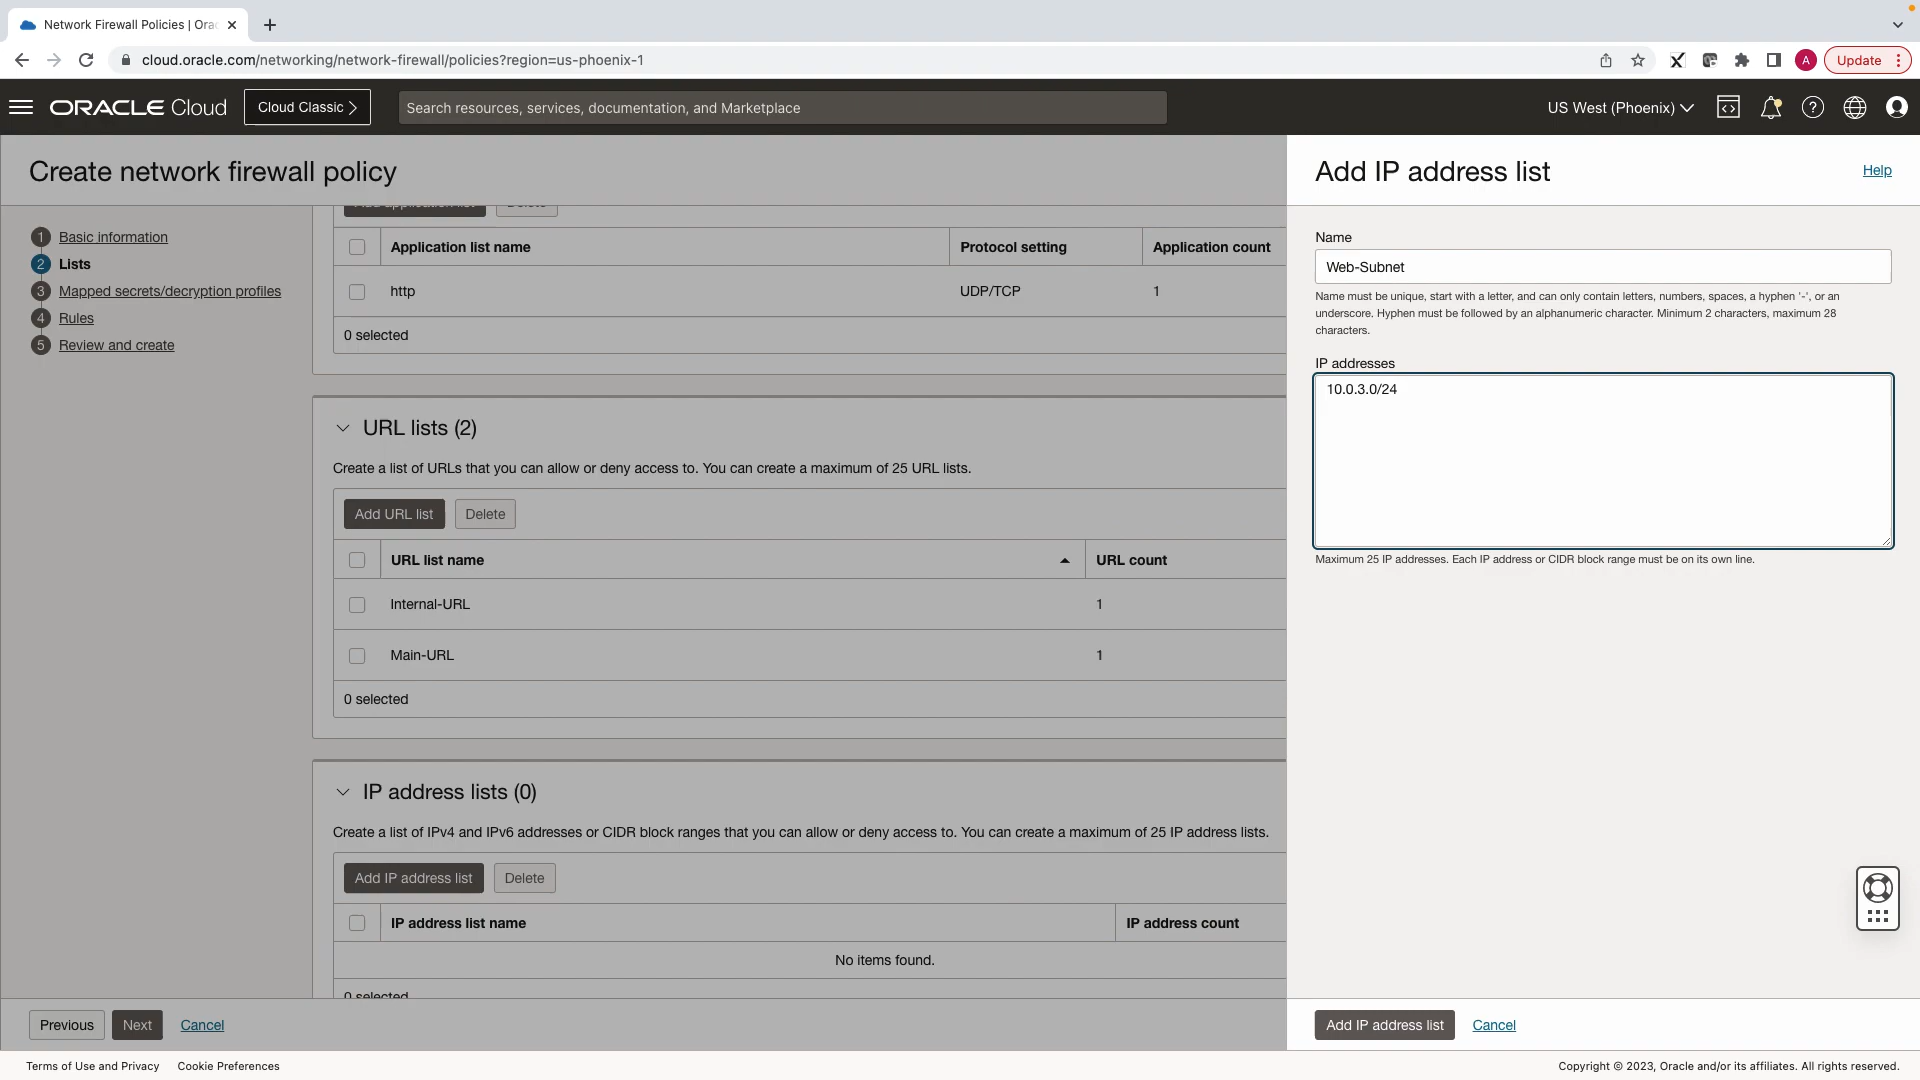 Network Firewall Policies | Ora
cloud.oracle.com/networking/network-firewall/policies?region=us-phoenix-1
A
Update
ORACLE Cloud
Cloud Classic
Search resources, services, documentation, and Marketplace
US West (Phoenix)
Create network firewall policy
1 Basic information
2 Lists
3 Mapped secrets/decryption profiles
4 Rules
5 Review and create
Add application list Delete
Application list name Protocol setting Application count
http UDP/TCP 1
0 selected
URL lists (2)
Create a list of URLs that you can allow or deny access to. You can create a maximum of 25 URL lists.
Add URL list Delete
URL list name URL count
Internal-URL 1
Main-URL 1
0 selected
IP address lists (0)
Create a list of IPv4 and IPv6 addresses or CIDR block ranges that you can allow or deny access to. You can create a maximum of 25 IP address lists.
Add IP address list Delete
IP address list name IP address count
No items found.
0 selected
Previous Next Cancel
Add IP address list
Help
Name
Web-Subnet
Name must be unique, start with a letter, and can only contain letters, numbers, spaces, a hyphen '-', or an
underscore. Hyphen must be followed by an alphanumeric character. Minimum 2 characters, maximum 28
characters.
IP addresses
10.0.3.0/24
Maximum 25 IP addresses. Each IP address or CIDR block range must be on its own line.
Add IP address list Cancel
Terms of Use and Privacy Cookie Preferences
Copyright © 2023, Oracle and/or its affiliates. All rights reserved.